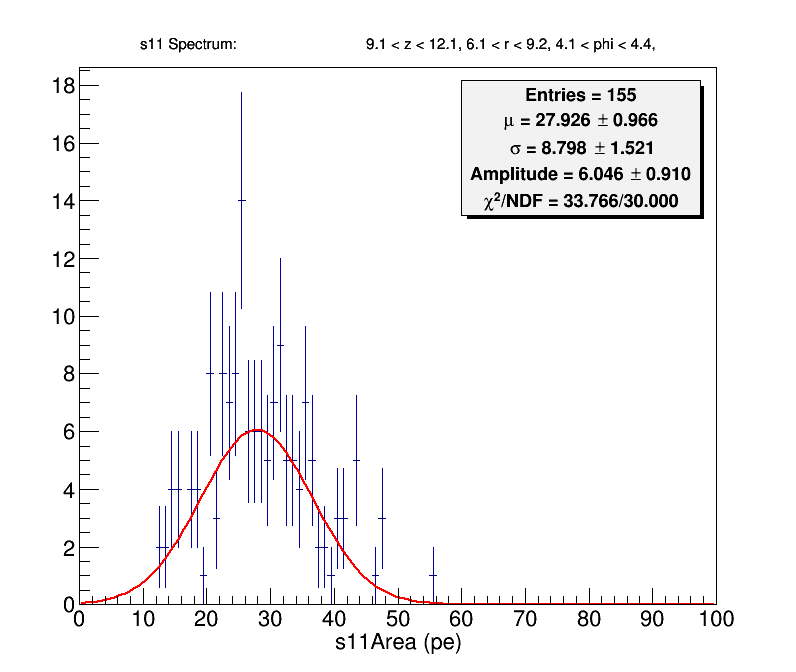 s11 Spectrum: 9.1 < z < 12.1, 6.1 < r < 9.2, 4.1 < phi < 4.4,
Entries = 155
μ = 27.926 ± 0.966
σ = 8.798 ± 1.521
Amplitude = 6.046 ± 0.910
χ²/NDF = 33.766/30.000
18
16
14
12
10
8
6
4
2
0
0 10 20 30 40 50 60 70 80 90 100
s11Area (pe)